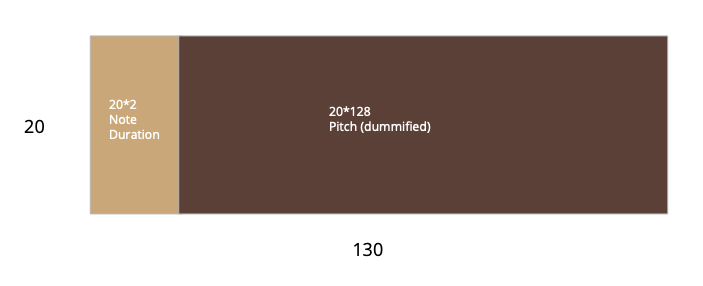 20*2
Note
Duration
20*128
Pitch (dummified)
20
130